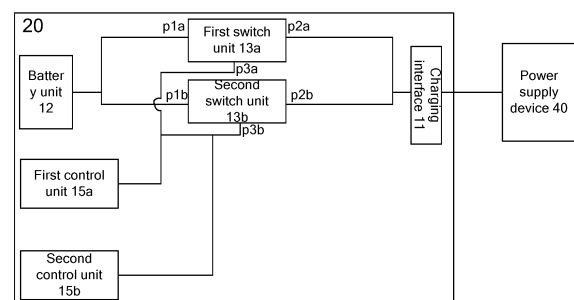 20
p1a
First switch
unit 13a
p2a
p3a
Batter
y unit
12
p1b
Second
switch unit
13b
p2b
p3b
Charging
interface 11
Power
supply
device 40
First control
unit 15a
Second
control unit
15b